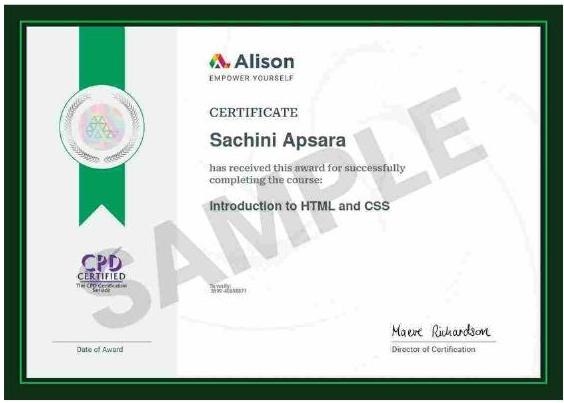 Alison
EMPOWER YOURSELF
CERTIFICATE
Sachini Apsara
has received this award for successfully
completing the course:
Introduction to HTML and CSS
SAMPLE
CPD
CERTIFIED
The CPD Certification
Service
To verify:
Maeve Richardson
Date of Award
Director of Certification